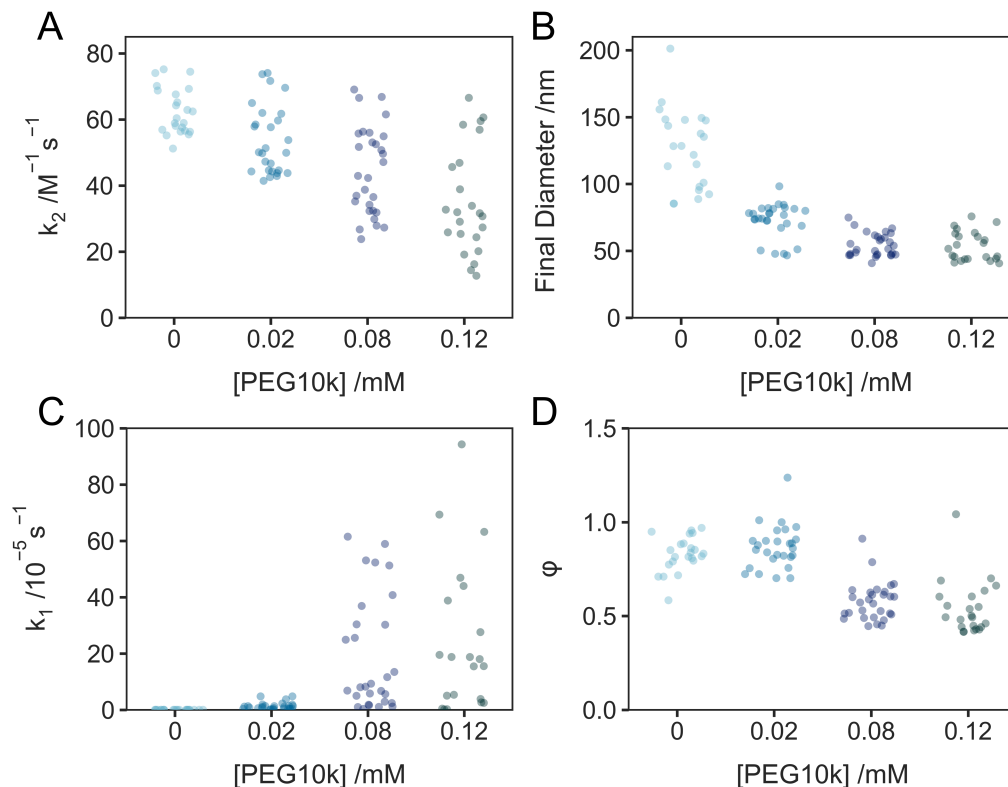 A
k₂ /M⁻¹ s⁻¹
80
60
40
20
0
0 0.02 0.08 0.12
[PEG10k] /mM
B
Final Diameter /nm
200
150
100
50
0
0 0.02 0.08 0.12
[PEG10k] /mM
C
k₁ /10⁻⁵ s⁻¹
100
80
60
40
20
0
0 0.02 0.08 0.12
[PEG10k] /mM
D
φ
1.5
1.0
0.5
0.0
0 0.02 0.08 0.12
[PEG10k] /mM